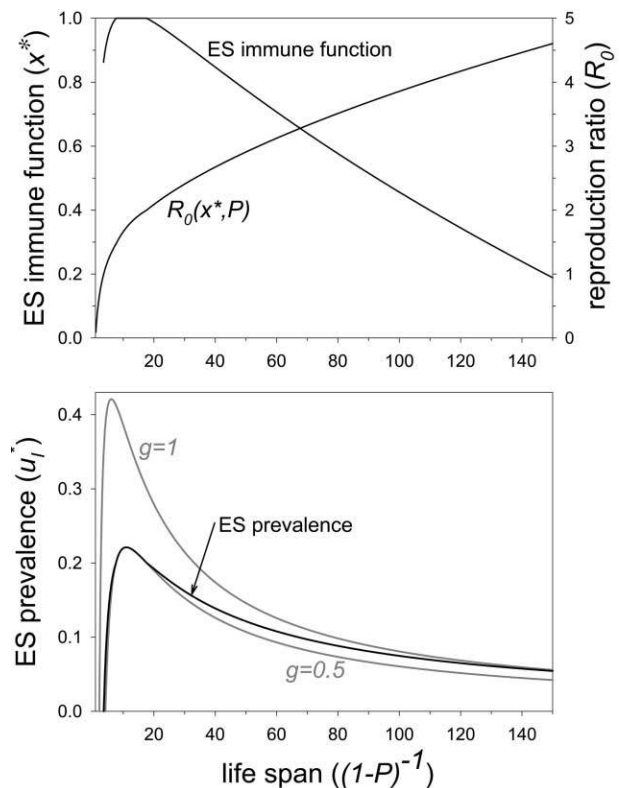 ES immune function (x*)
1.0
0.8
0.6
0.4
0.2
0.0
ES immune function
R0(x*,P)
5
4
3
2
1
0
reproduction ratio (R0)
20 40 60 80 100 120 140
ES prevalence (uI*)
0.4
0.3
0.2
0.1
0.0
g=1
ES prevalence
g=0.5
20 40 60 80 100 120 140
life span ((1-P)-1)